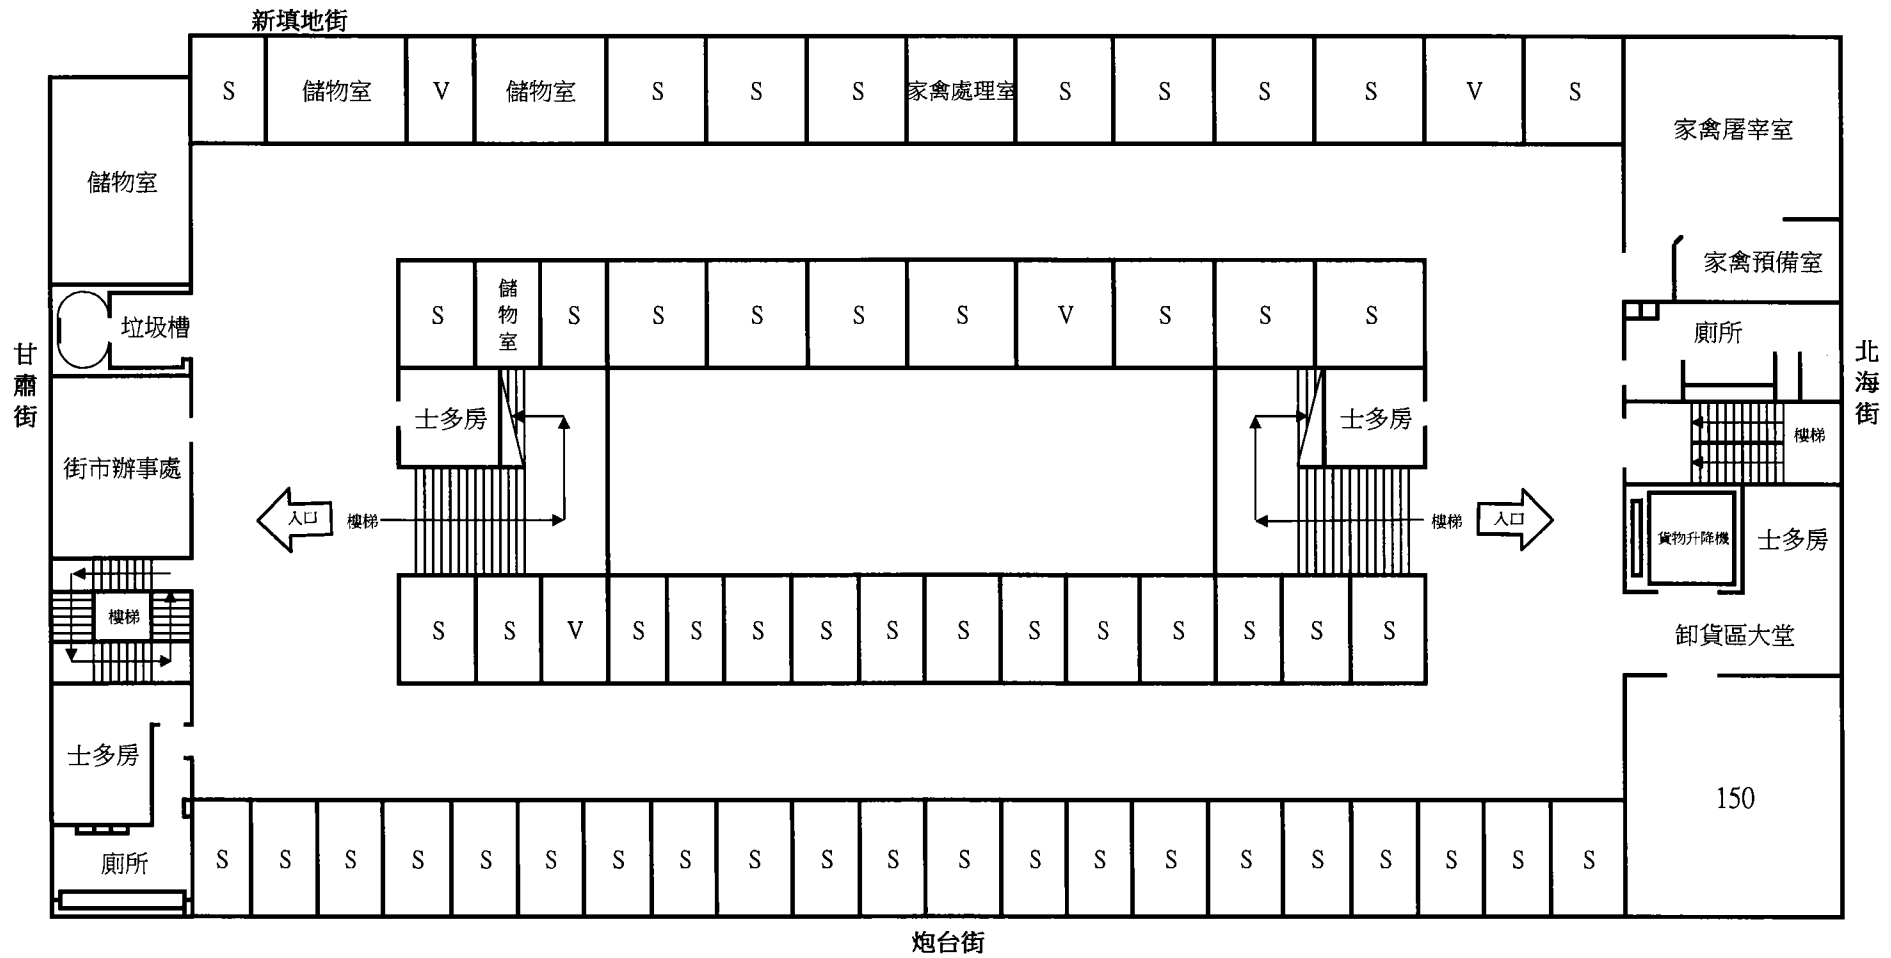 新填地街
S 儲物室 V 儲物室 S S S 家禽處理室 S S S S V S
家禽屠宰室
儲物室
家禽預備室
S 儲物室 S S S S V S S S
垃圾槽
廁所
甘肅街
北海街
士多房
士多房
樓梯
街市辦事處
入口 樓梯
樓梯 入口
貨物升降機
士多房
樓梯
S S V S S S S S S S S S S S S
卸貨區大堂
士多房
150
廁所
S S S S S S S S S S S S S S S S S S S S S
炮台街